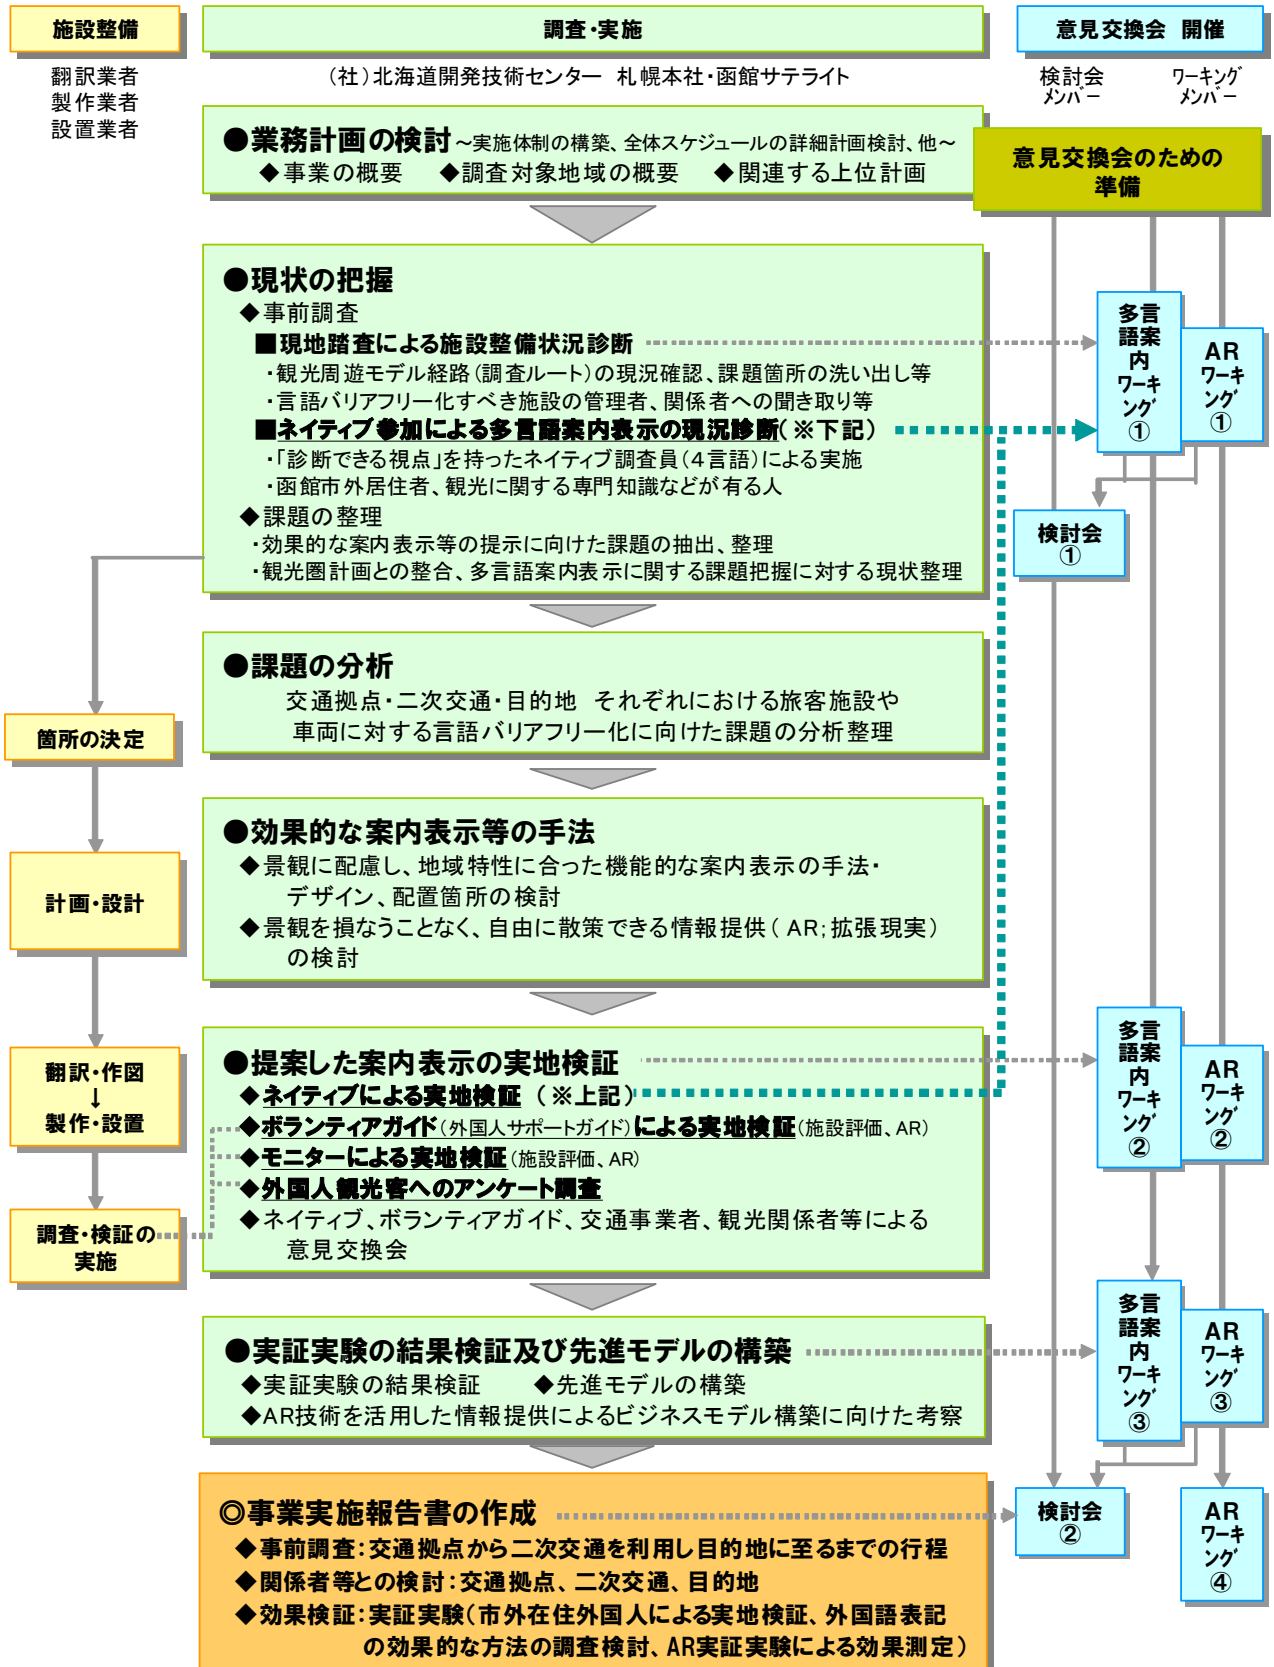 施設整備
調査・実施
意見交換会 開催
翻訳業者
製作業者
設置業者
(社)北海道開発技術センター 札幌本社・函館サテライト
検討会
メンバー
ワーキング
メンバー
●業務計画の検討 ~実施体制の構築、全体スケジュールの詳細計画検討、他~
◆事業の概要 ◆調査対象地域の概要 ◆関連する上位計画
意見交換会のための
準備
●現状の把握
◆事前調査
■現地踏査による施設整備状況診断
・観光周遊モデル経路(調査ルート)の現況確認、課題箇所の洗い出し等
・言語バリアフリー化すべき施設の管理者、関係者への聞き取り等
■ネイティブ参加による多言語案内表示の現況診断(※下記)
・「診断できる視点」を持ったネイティブ調査員(4言語)による実施
・函館市外居住者、観光に関する専門知識などが有る人
◆課題の整理
・効果的な案内表示等の提示に向けた課題の抽出、整理
・観光圏計画との整合、多言語案内表示に関する課題把握に対する現状整理
多言
語案
内
ワーキ
ング
①
AR
ワーキ
ング
①
検討会
①
●課題の分析
交通拠点・二次交通・目的地 それぞれにおける旅客施設や
車両に対する言語バリアフリー化に向けた課題の分析整理
箇所の決定
●効果的な案内表示等の手法
◆景観に配慮し、地域特性に合った機能的な案内表示の手法・
デザイン、配置箇所の検討
◆景観を損なうことなく、自由に散策できる情報提供(AR;拡張現実)
の検討
計画・設計
●提案した案内表示の実地検証
◆ネイティブによる実地検証 (※上記)
◆ボランティアガイド(外国人サポートガイド)による実地検証(施設評価、AR)
◆モニターによる実地検証(施設評価、AR)
◆外国人観光客へのアンケート調査
◆ネイティブ、ボランティアガイド、交通事業者、観光関係者等による
意見交換会
翻訳・作図
↓
製作・設置
調査・検証の
実施
多言
語案
内
ワーキ
ング
②
AR
ワーキ
ング
②
●実証実験の結果検証及び先進モデルの構築
◆実証実験の結果検証 ◆先進モデルの構築
◆AR技術を活用した情報提供によるビジネスモデル構築に向けた考察
多言
語案
内
ワーキ
ング
③
AR
ワーキ
ング
③
◎事業実施報告書の作成
◆事前調査:交通拠点から二次交通を利用し目的地に至るまでの行程
◆関係者等との検討:交通拠点、二次交通、目的地
◆効果検証:実証実験(市外在住外国人による実地検証、外国語表記
の効果的な方法の調査検討、AR実証実験による効果測定)
検討会
②
AR
ワーキ
ング
④